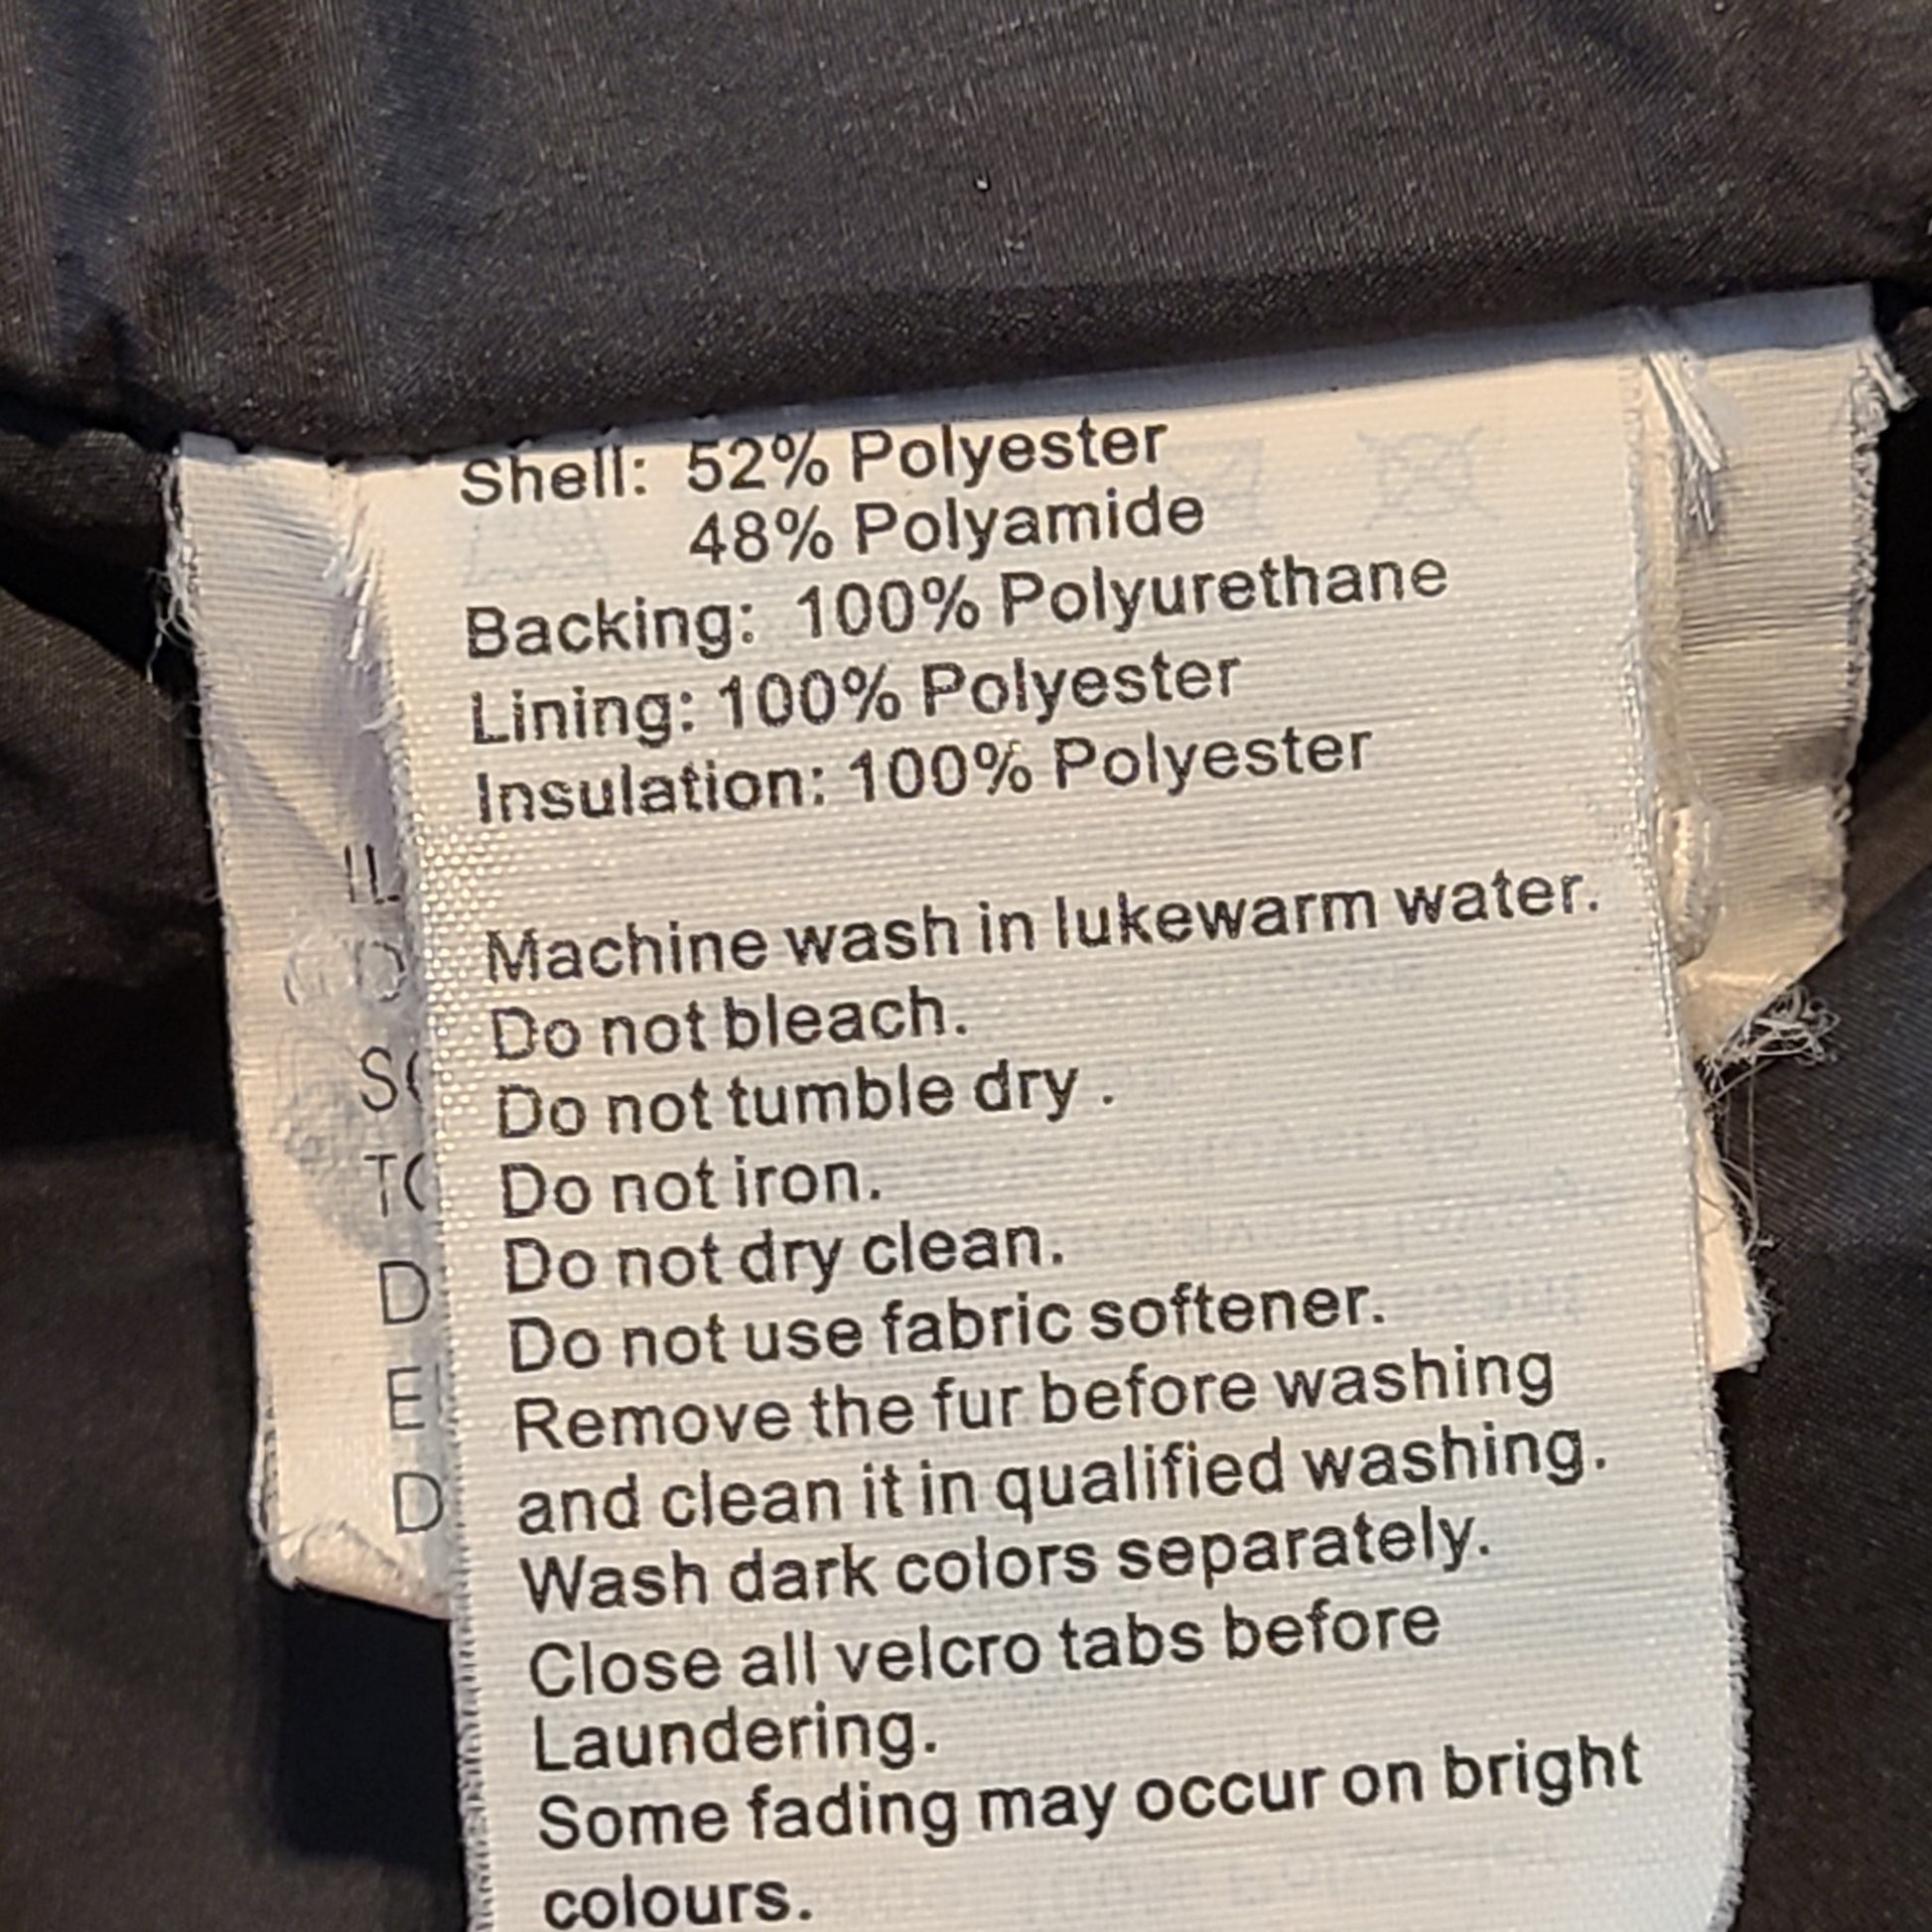 Shell: 52% Polyester
48% Polyamide
Backing: 100% Polyurethane
Lining: 100% Polyester
Insulation: 100% Polyester
Machine wash in lukewarm water.
Do not bleach.
Do not tumble dry .
Do not iron.
Do not dry clean.
Do not use fabric softener.
Remove the fur before washing
and clean it in qualified washing.
Wash dark colors separately.
Close all velcro tabs before
Laundering.
Some fading may occur on bright
colours.